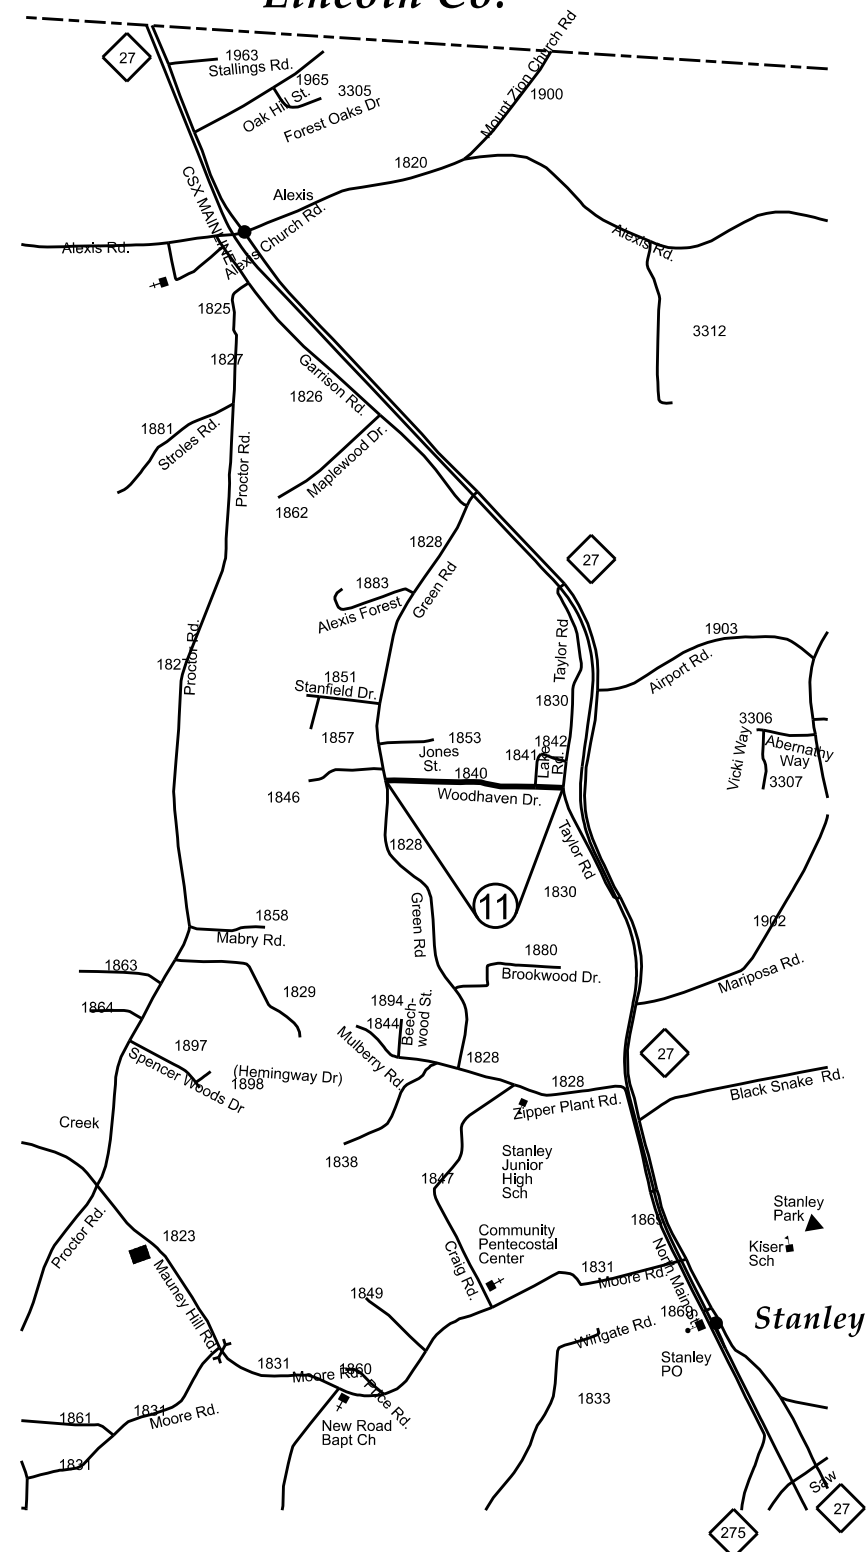 Lincoln Co.
27
1963
Stallings Rd.
1965
Oak Hill St.
3305
Forest Oaks Dr
Mount Zion Church Rd
1900
1820
CSX MAINLINE
Alexis
Alexis Church Rd.
Alexis Rd.
Alexis Rd.
1825
3312
1827
Garrison Rd.
1826
1881
Stroles Rd.
Proctor Rd.
Maplewood Dr.
1862
1828
27
1883
Alexis Forest
Green Rd
1903
Proctor Rd.
1827
Taylor Rd
Airport Rd.
1851
Stanfield Dr.
1830
3306
1857
1853
Jones
St.
1842
1841
Lake
Rd.
Vicki Way
Abernathy
Way
1840
3307
1846
Woodhaven Dr.
1828
Taylor Rd
11
1830
1858
Green Rd
1902
Mabry Rd.
1880
Brookwood Dr.
Mariposa Rd.
1863
1829
1894
Beech-
wood St.
1864
1844
Mulberry Rd.
1897
Spencer Woods Dr
(Hemingway Dr)
1898
1828
27
1828
Zipper Plant Rd.
Black Snake Rd.
Creek
1838
Stanley
Junior
High
Sch
1847
Stanley
Park
Proctor Rd.
1823
1869
Community
Pentecostal
Center
Kiser
Sch
Mauney Hill Rd.
Craig Rd.
1831
Moore Rd.
North Main St.
1849
1860
Stanley
Wingate Rd.
Stanley
PO
1831
Moore Rd.
1860
Price Rd.
1833
1831
Moore Rd.
1861
New Road
Bapt Ch
1831
Saw
27
275